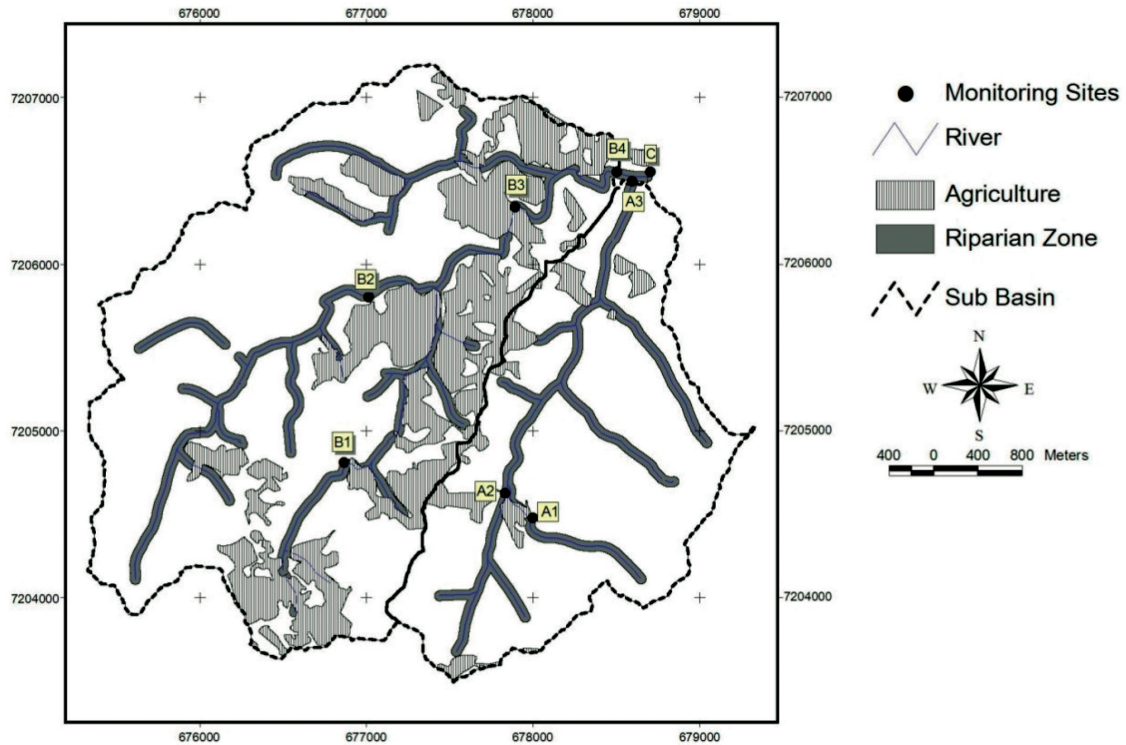 676000 677000 678000 679000
7207000 7207000
7206000 7206000
7205000 7205000
7204000 7204000
B4 C
B3
A3
B2
B1
A2
A1
676000 677000 678000 679000
Monitoring Sites
River
Agriculture
Riparian Zone
Sub Basin
N
W E
S
400 0 400 800 Meters